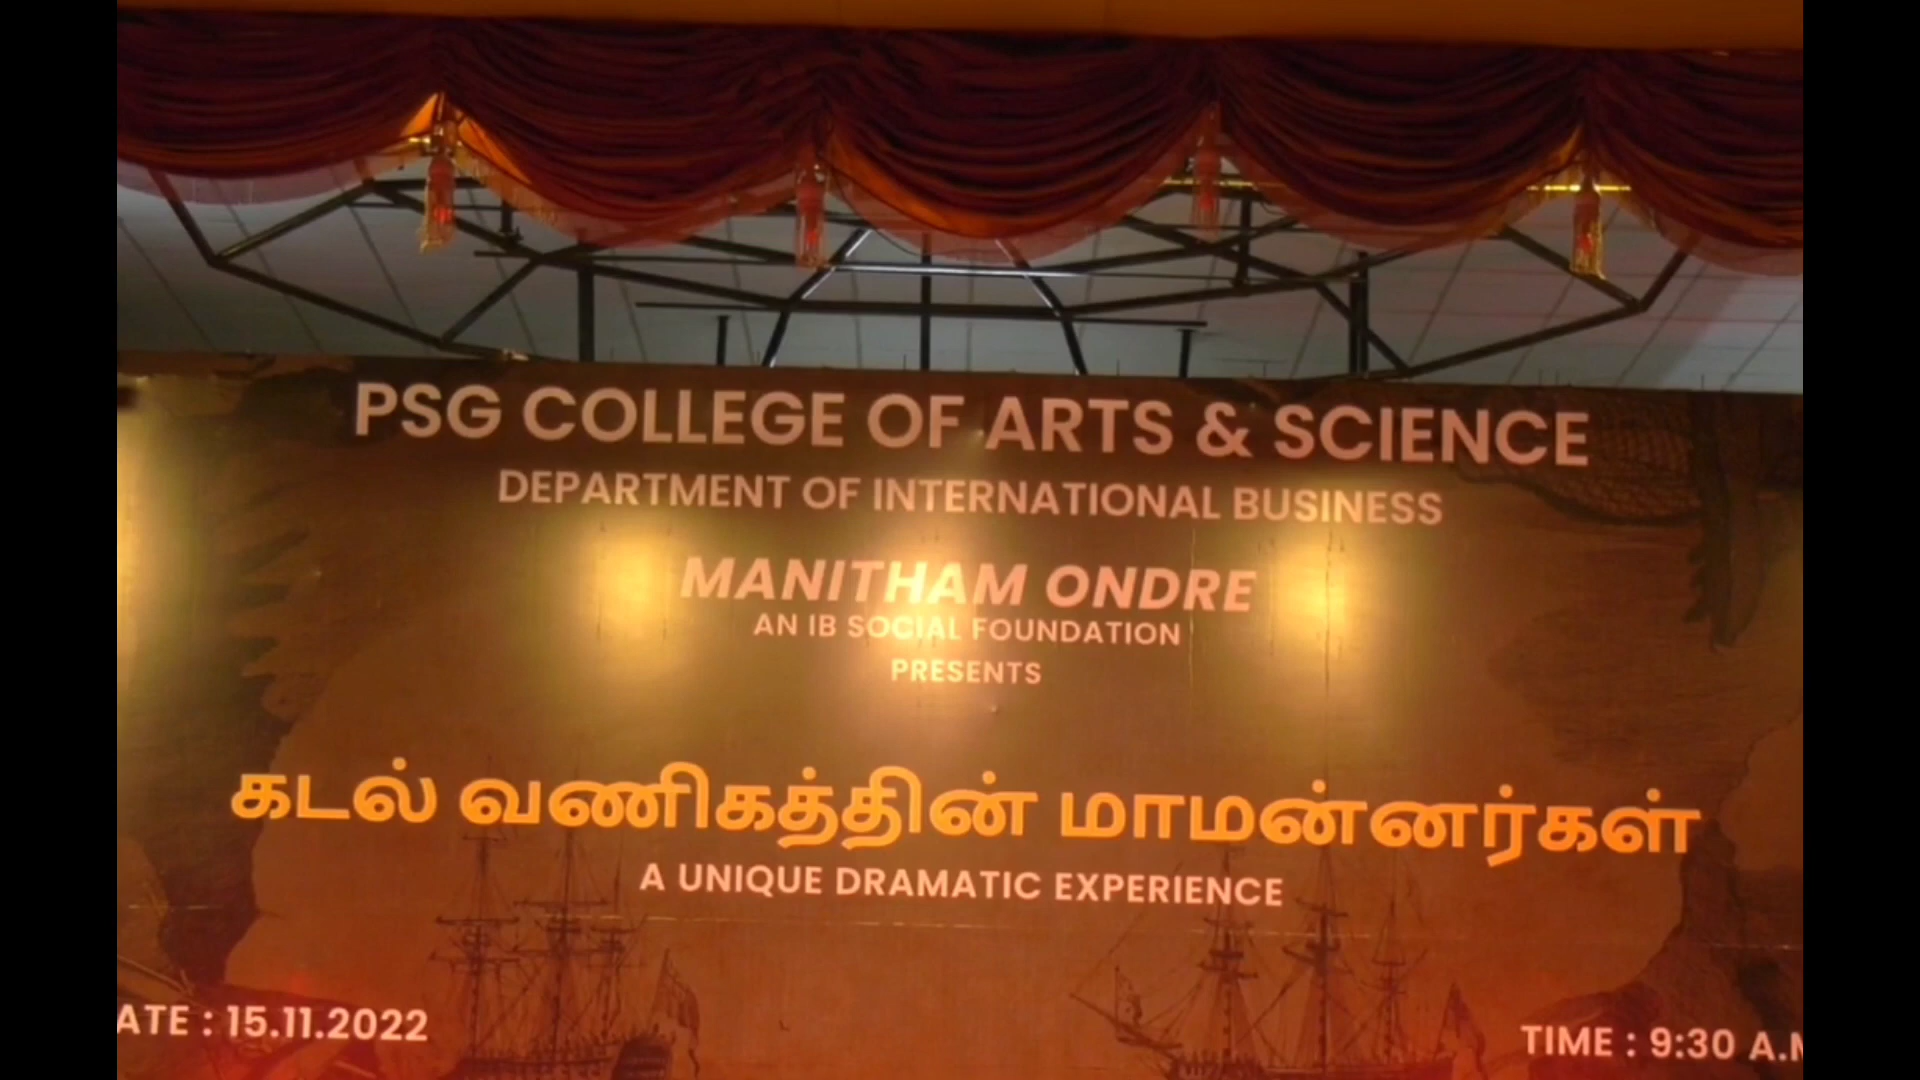 PSG COLLEGE OF ARTS & SCIENCE
DEPARTMENT OF INTERNATIONAL BUSINESS
MANITHAM ONDRE
AN IB SOCIAL FOUNDATION
PRESENTS
கடல் வணிகத்தின் மாமன்னர்கள்
A UNIQUE DRAMATIC EXPERIENCE
ATE : 15.11.2022
TIME : 9:30 A.M